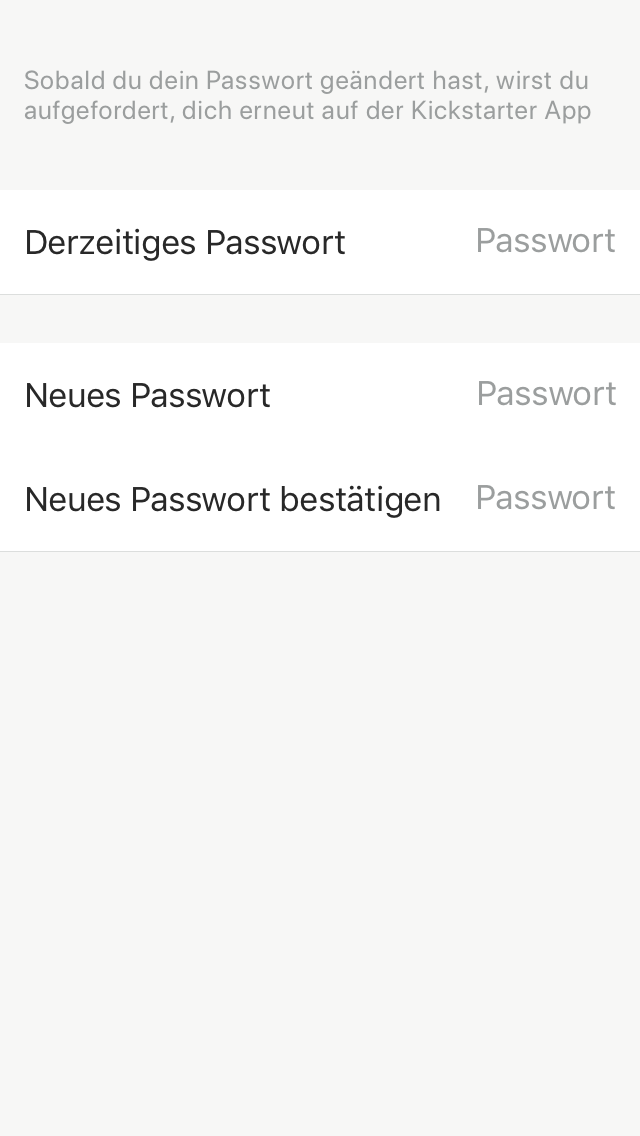 Sobald du dein Passwort geändert hast, wirst du
aufgefordert, dich erneut auf der Kickstarter App
Derzeitiges Passwort Passwort
Neues Passwort Passwort
Neues Passwort bestätigen Passwort